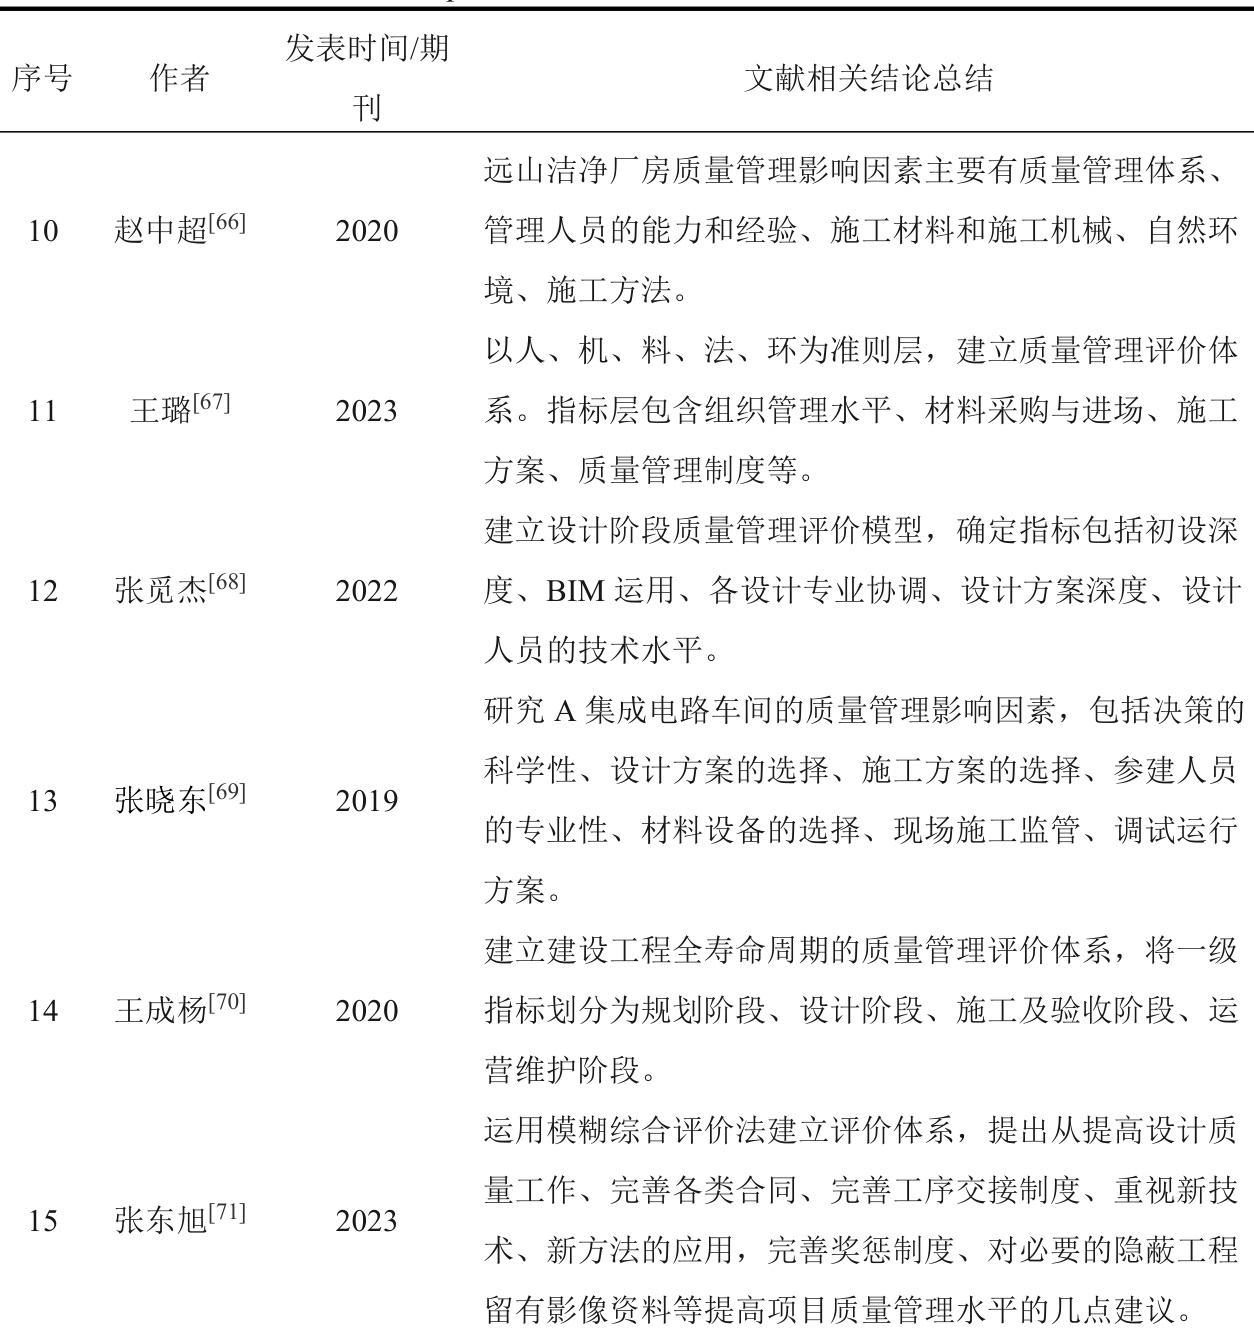 序号 作者 发表时间/期刊 文献相关结论总结
远山洁净厂房质量管理影响因素主要有质量管理体系、
10 赵中超[66] 2020 管理人员的能力和经验、施工材料和施工机械、自然环
境、施工方法。
以人、机、料、法、环为准则层，建立质量管理评价体
11 王璐[67] 2023 系。指标层包含组织管理水平、材料采购与进场、施工
方案、质量管理制度等。
建立设计阶段质量管理评价模型，确定指标包括初设深
12 张觅杰[68] 2022 度、BIM 运用、各设计专业协调、设计方案深度、设计
人员的技术水平。
研究 A 集成电路车间的质量管理影响因素，包括决策的
科学性、设计方案的选择、施工方案的选择、参建人员
13 张晓东[69] 2019 的专业性、材料设备的选择、现场施工监管、调试运行
方案。
建立建设工程全寿命周期的质量管理评价体系，将一级
14 王成杨[70] 2020 指标划分为规划阶段、设计阶段、施工及验收阶段、运
营维护阶段。
运用模糊综合评价法建立评价体系，提出从提高设计质
量工作、完善各类合同、完善工序交接制度、重视新技
15 张东旭[71] 2023 术、新方法的应用，完善奖惩制度、对必要的隐蔽工程
留有影像资料等提高项目质量管理水平的几点建议。